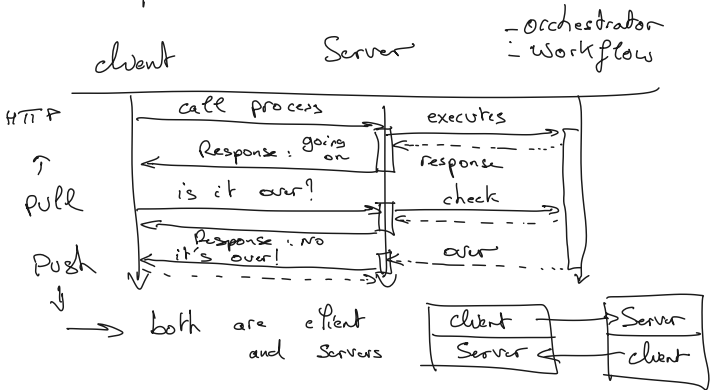 client
Server
- orchestrator
- workflow
HTTP
call process
executes
Response: going on
response
pull
is it over?
check
Response: No
push
it's over!
over
both are client
and servers
client
Server
Server
client